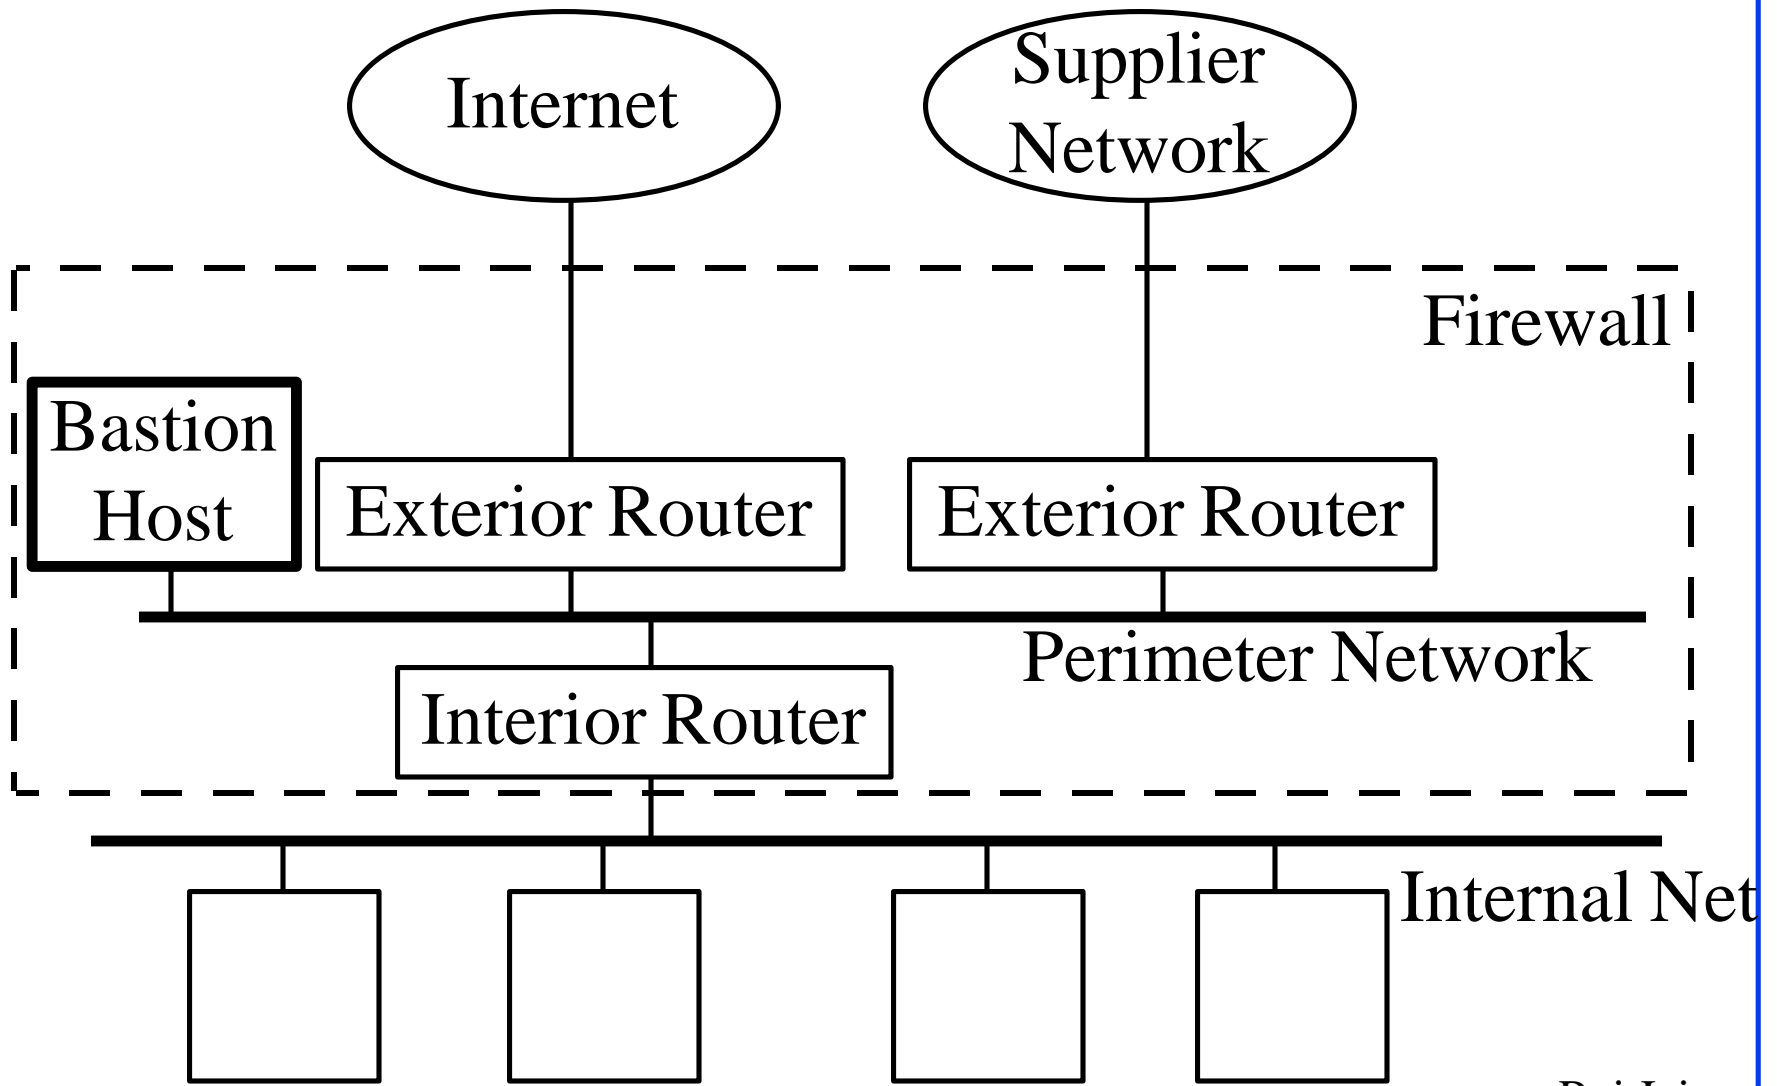 Internet
Supplier
Network
Firewall
Bastion
Host
Exterior Router
Exterior Router
Perimeter Network
Interior Router
Internal Net